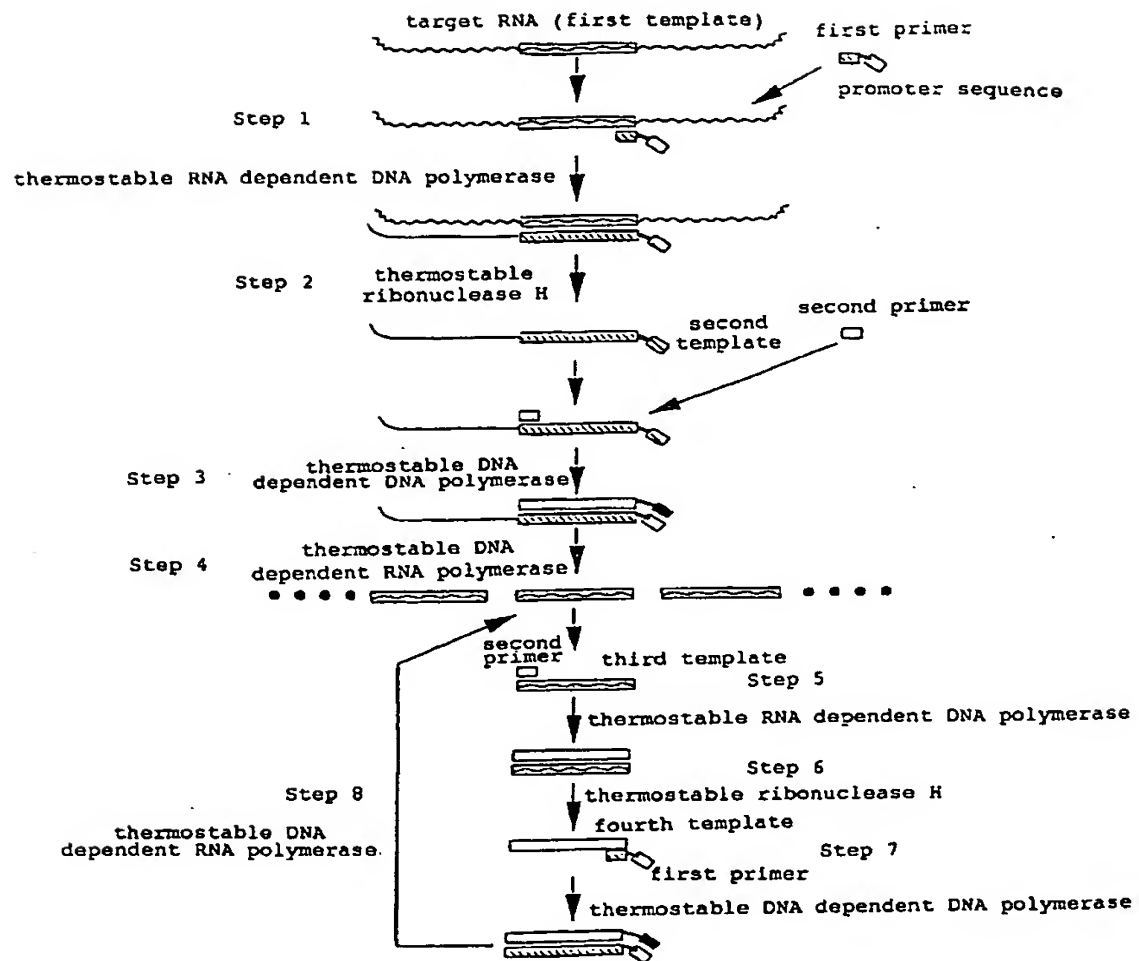 target RNA (first template)
first primer
promoter sequence
Step 1
thermostable RNA dependent DNA polymerase
Step 2
thermostable
ribonuclease H
second
template
second primer
Step 3
thermostable DNA
dependent DNA polymerase
Step 4
thermostable DNA
dependent RNA polymerase
second
primer
third template
Step 5
thermostable RNA dependent DNA polymerase
Step 6
Step 8
thermostable ribonuclease H
thermostable DNA
dependent RNA polymerase
fourth template
Step 7
first primer
thermostable DNA dependent DNA polymerase